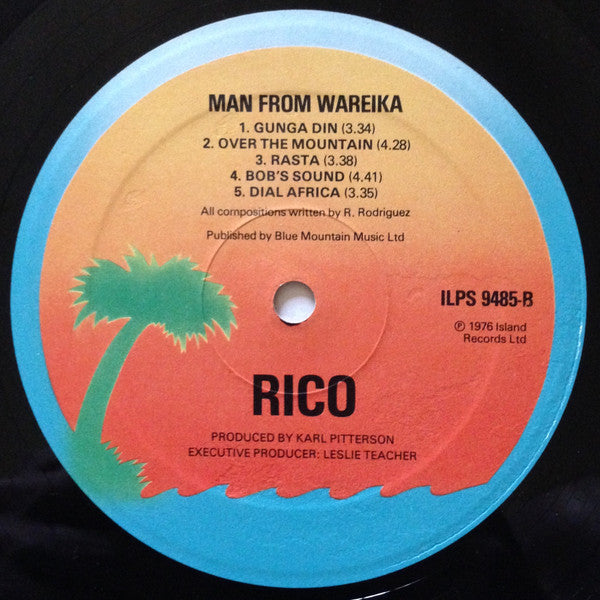 MAN FROM WAREIKA
1. GUNGA DIN (3.34)
2. OVER THE MOUNTAIN (4.28)
3. RASTA (3.38)
4. BOB'S SOUND (4.41)
5. DIAL AFRICA (3.35)
All compositions written by R. Rodriguez
Published by Blue Mountain Music Ltd
ILPS 9485-B
℗ 1976 Island
Records Ltd
RICO
PRODUCED BY KARL PITTERSON
EXECUTIVE PRODUCER: LESLIE TEACHER